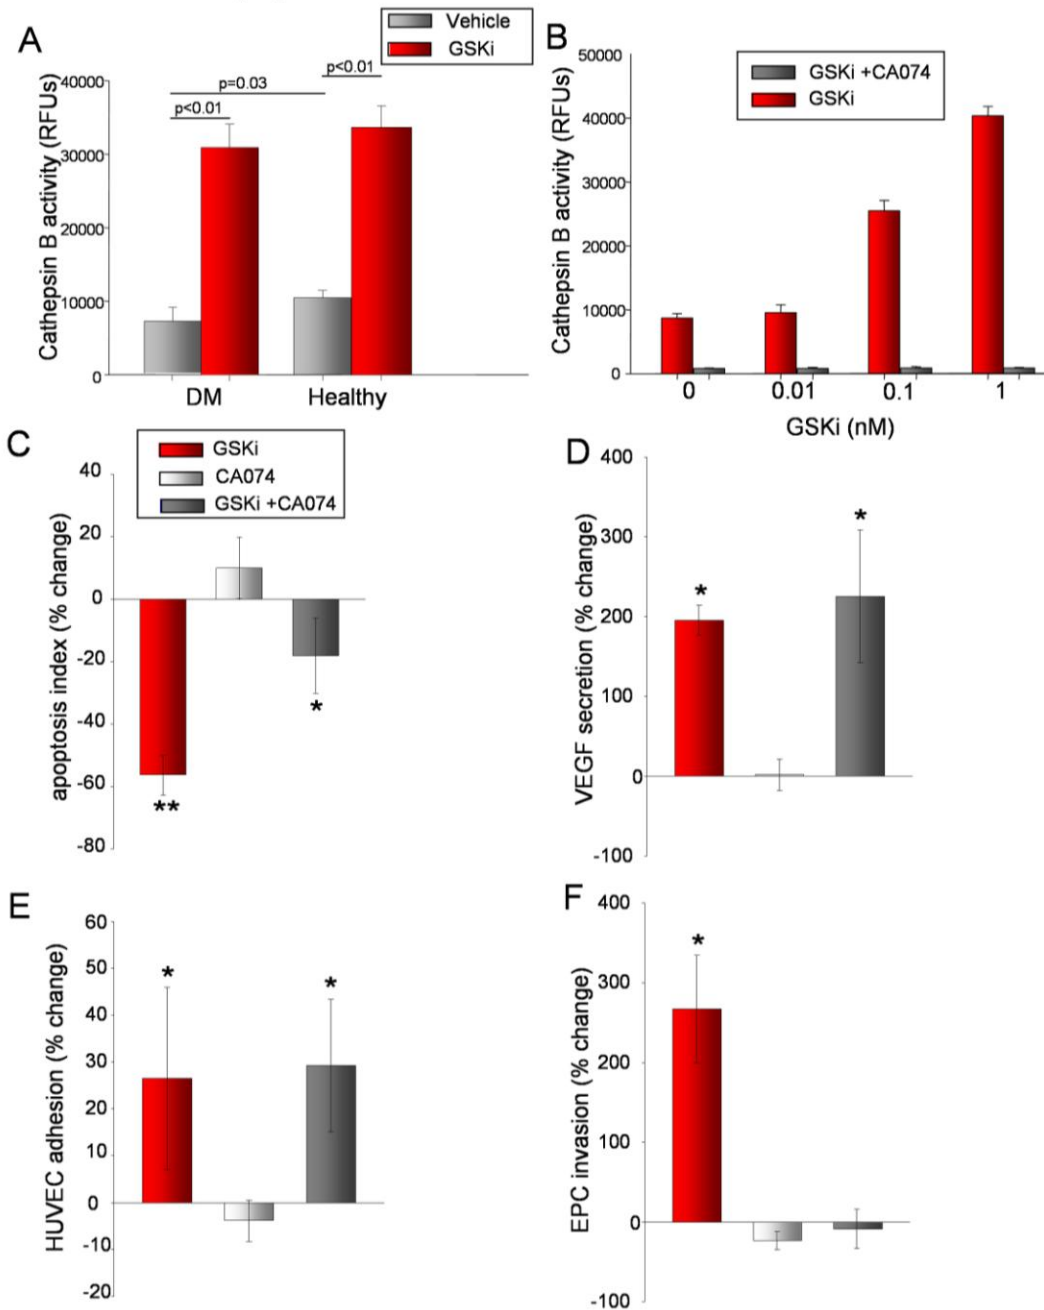 A
Vehicle
GSKi
Cathepsin B activity (RFUs)
40000
30000
20000
10000
0
p<0.01
p=0.03
p<0.01
DM
Healthy
B
GSKi +CA074
GSKi
Cathepsin B activity (RFUs)
50000
40000
30000
20000
10000
0
0
0.01
0.1
1
GSKi (nM)
C
GSKi
CA074
GSKi +CA074
apoptosis index (% change)
40
20
0
-20
-40
-60
-80
**
*
D
VEGF secretion (% change)
400
300
200
100
0
-100
*
*
E
HUVEC adhesion (% change)
60
50
40
30
20
10
0
-10
-20
*
*
F
EPC invasion (% change)
400
300
200
100
0
-100
*